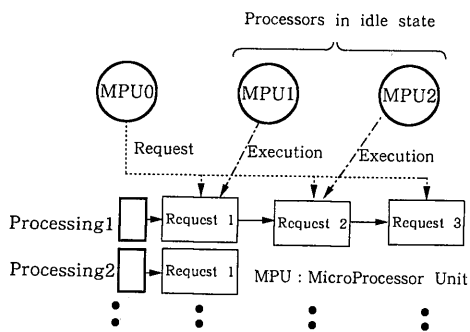 Processors in idle state
MPU0
MPU1
MPU2
Request
Execution
Execution
Processing1
Request 1
Request 2
Request 3
Processing2
Request 1
MPU : MicroProcessor Unit